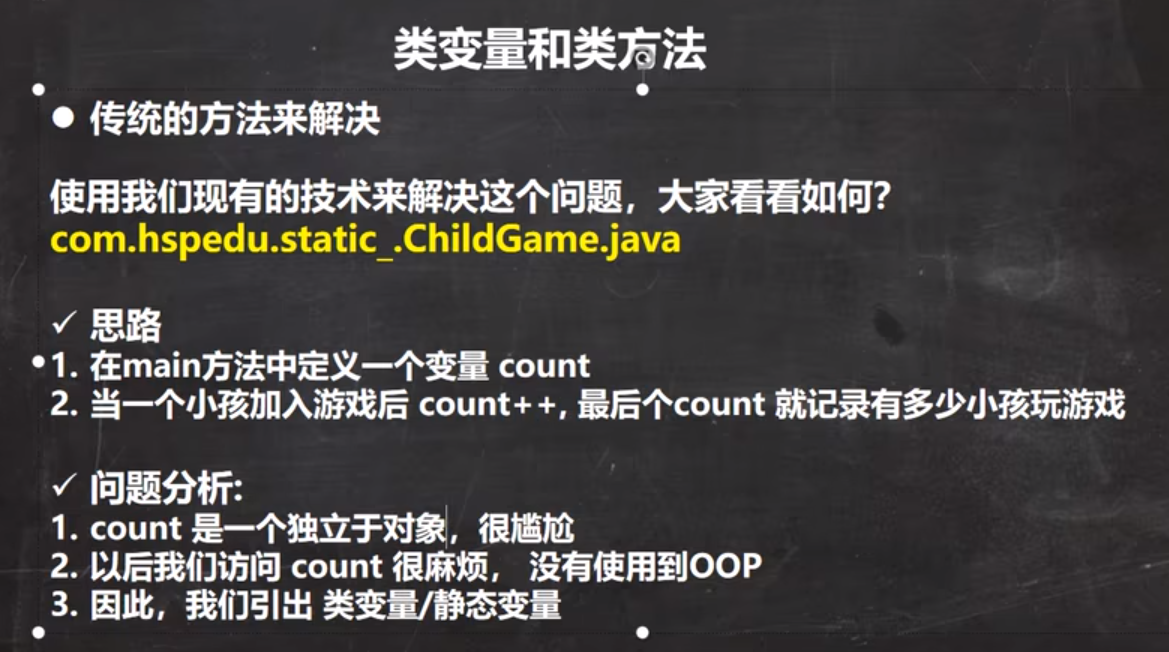 类变量和类方法
● 传统的方法来解决
使用我们现有的技术来解决这个问题，大家看看如何？
com.hspedu.static_.ChildGame.java
✓ 思路
1. 在main方法中定义一个变量 count
2. 当一个小孩加入游戏后 count++, 最后个count 就记录有多少小孩玩游戏
✓ 问题分析:
1. count 是一个独立于对象，很尴尬
2. 以后我们访问 count 很麻烦， 没有使用到OOP
3. 因此，我们引出 类变量/静态变量